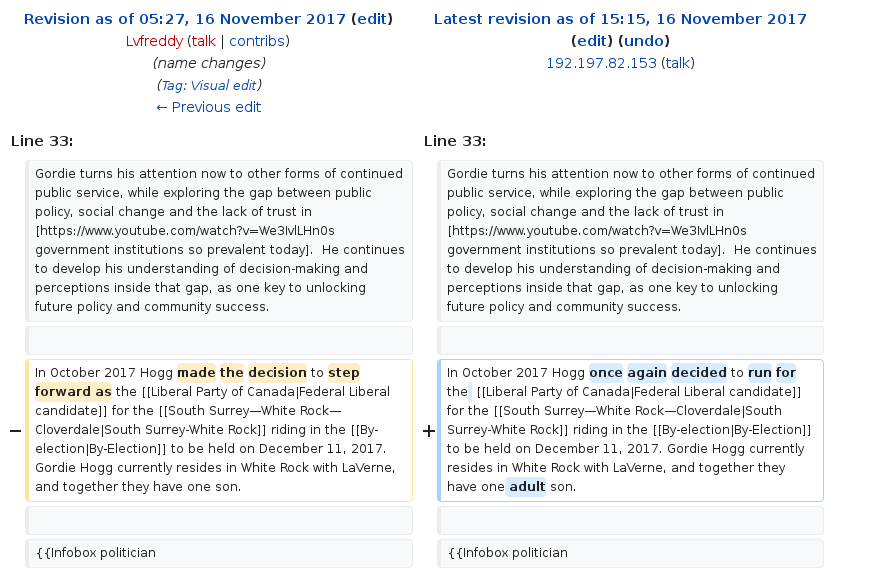 Revision as of 05:27, 16 November 2017 (edit)
Lvfreddy (talk | contribs)
(name changes)
(Tag: Visual edit)
← Previous edit
Latest revision as of 15:15, 16 November 2017
(edit) (undo)
192.197.82.153 (talk)
Line 33:
Line 33:
Gordie turns his attention now to other forms of continued
public service, while exploring the gap between public
policy, social change and the lack of trust in
[https://www.youtube.com/watch?v=We3IvlLHn0s
government institutions so prevalent today].  He continues
to develop his understanding of decision-making and
perceptions inside that gap, as one key to unlocking
future policy and community success.
Gordie turns his attention now to other forms of continued
public service, while exploring the gap between public
policy, social change and the lack of trust in
[https://www.youtube.com/watch?v=We3IvlLHn0s
government institutions so prevalent today].  He continues
to develop his understanding of decision-making and
perceptions inside that gap, as one key to unlocking
future policy and community success.
− In October 2017 Hogg made the decision to step
forward as the [[Liberal Party of Canada|Federal Liberal
candidate]] for the [[South Surrey—White Rock—
Cloverdale|South Surrey-White Rock]] riding in the [[By-
election|By-Election]] to be held on December 11, 2017.
Gordie Hogg currently resides in White Rock with LaVerne,
and together they have one son.
+ In October 2017 Hogg once again decided to run for
the  [[Liberal Party of Canada|Federal Liberal candidate]]
for the [[South Surrey—White Rock—Cloverdale|South
Surrey-White Rock]] riding in the [[By-election|By-Election]]
to be held on December 11, 2017. Gordie Hogg currently
resides in White Rock with LaVerne, and together they
have one adult son.
{{Infobox politician
{{Infobox politician